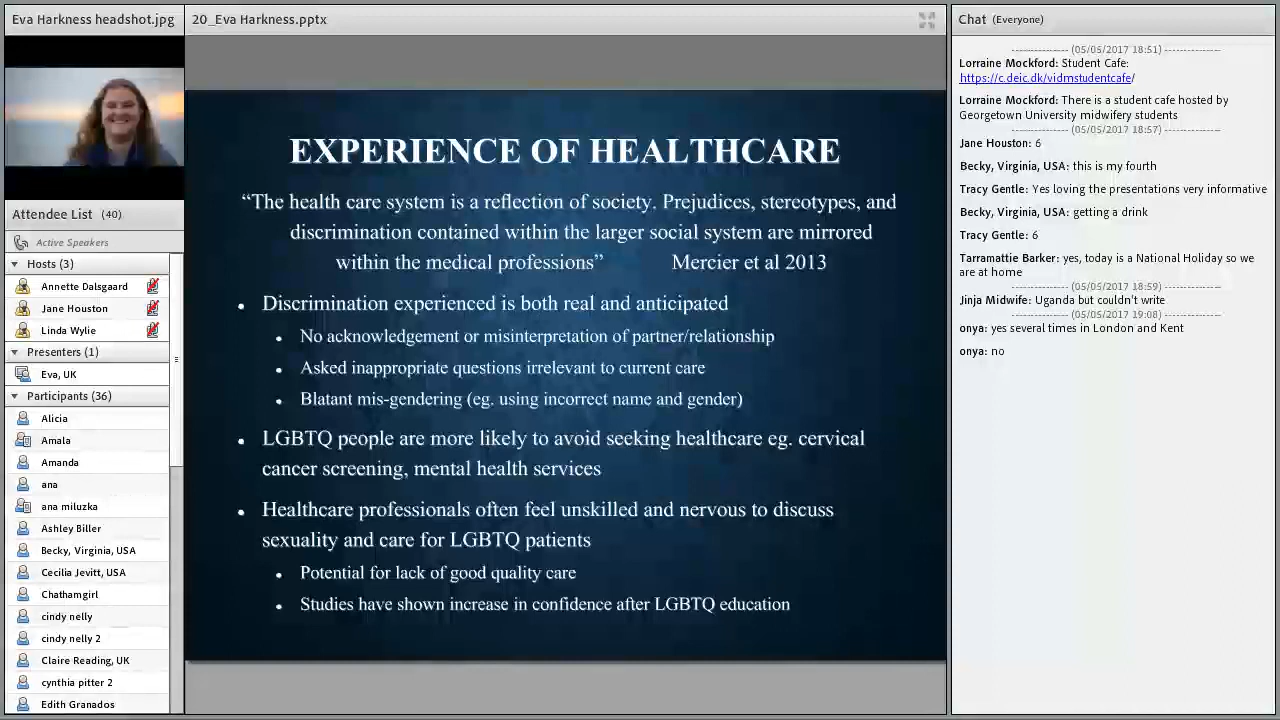 Eva Harkness headshot.jpg
20_Eva Harkness.pptx
Chat (Everyone)
Attendee List (40)
Active Speakers
Hosts (3)
Annette Dalsgaard
Jane Houston
Linda Wylie
Presenters (1)
Eva, UK
Participants (36)
Alicia
Amala
Amanda
ana
ana miluzka
Ashley Biller
Becky, Virginia, USA
Cecilia Jevitt, USA
Chathamgirl
cindy nelly
cindy nelly 2
Claire Reading, UK
cynthia pitter 2
Edith Granados
EXPERIENCE OF HEALTHCARE
“The health care system is a reflection of society. Prejudices, stereotypes, and
discrimination contained within the larger social system are mirrored
within the medical professions” Mercier et al 2013
• Discrimination experienced is both real and anticipated
• No acknowledgement or misinterpretation of partner/relationship
• Asked inappropriate questions irrelevant to current care
• Blatant mis-gendering (eg. using incorrect name and gender)
• LGBTQ people are more likely to avoid seeking healthcare eg. cervical
cancer screening, mental health services
• Healthcare professionals often feel unskilled and nervous to discuss
sexuality and care for LGBTQ patients
• Potential for lack of good quality care
• Studies have shown increase in confidence after LGBTQ education
--------------- (05/05/2017 18:51) ---------------
Lorraine Mockford: Student Cafe:
https://c.deic.dk/vidmstudentcafe/
Lorraine Mockford: There is a student cafe hosted by
Georgetown University midwifery students
--------------- (05/05/2017 18:57) ---------------
Jane Houston: 6
Becky, Virginia, USA: this is my fourth
Tracy Gentle: Yes loving the presentations very informative
Becky, Virginia, USA: getting a drink
Tracy Gentle: 6
Tarramattie Barker: yes, today is a National Holiday so we
are at home
--------------- (05/05/2017 18:59) ---------------
Jinja Midwife: Uganda but couldn't write
--------------- (05/05/2017 19:08) ---------------
onya: yes several times in London and Kent
onya: no